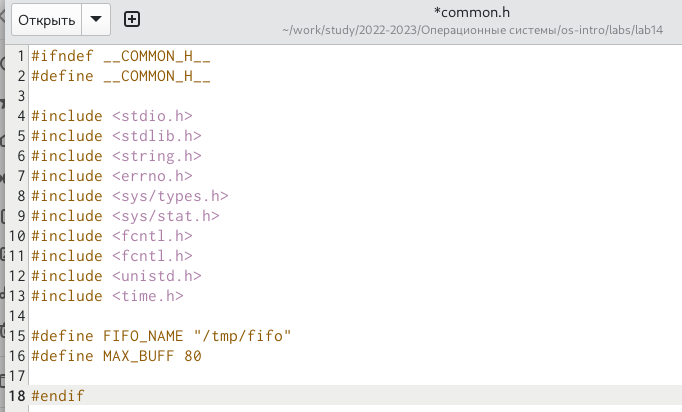 Открыть
*common.h
~/work/study/2022-2023/Операционные системы/os-intro/labs/lab14
1 #ifndef __COMMON_H__
2 #define __COMMON_H__
3
4 #include <stdio.h>
5 #include <stdlib.h>
6 #include <string.h>
7 #include <errno.h>
8 #include <sys/types.h>
9 #include <sys/stat.h>
10 #include <fcntl.h>
11 #include <fcntl.h>
12 #include <unistd.h>
13 #include <time.h>
14
15 #define FIFO_NAME "/tmp/fifo"
16 #define MAX_BUFF 80
17
18 #endif